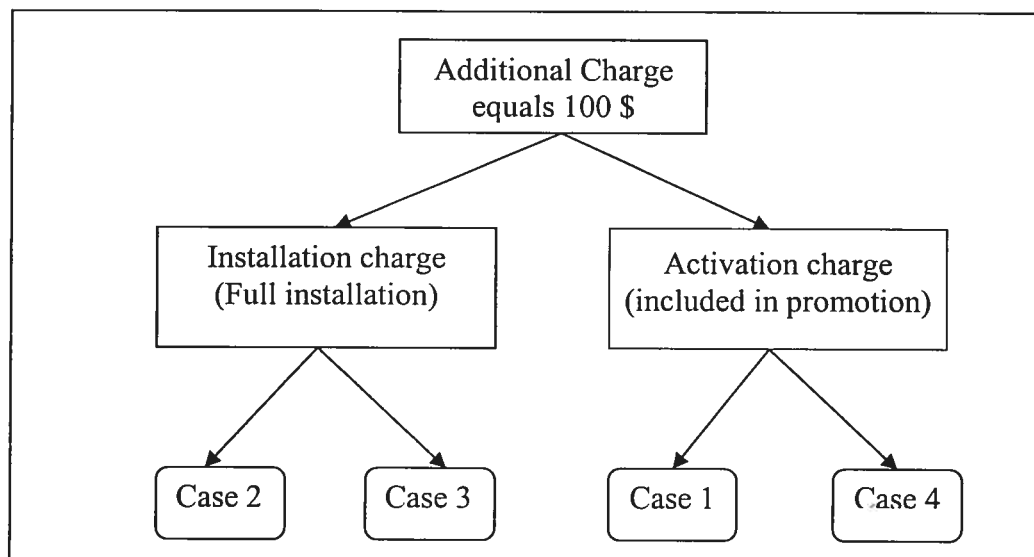 Additional Charge
equals 100 $
Installation charge
(Full installation)
Activation charge
(included in promotion)
Case 2
Case 3
Case 1
Case 4